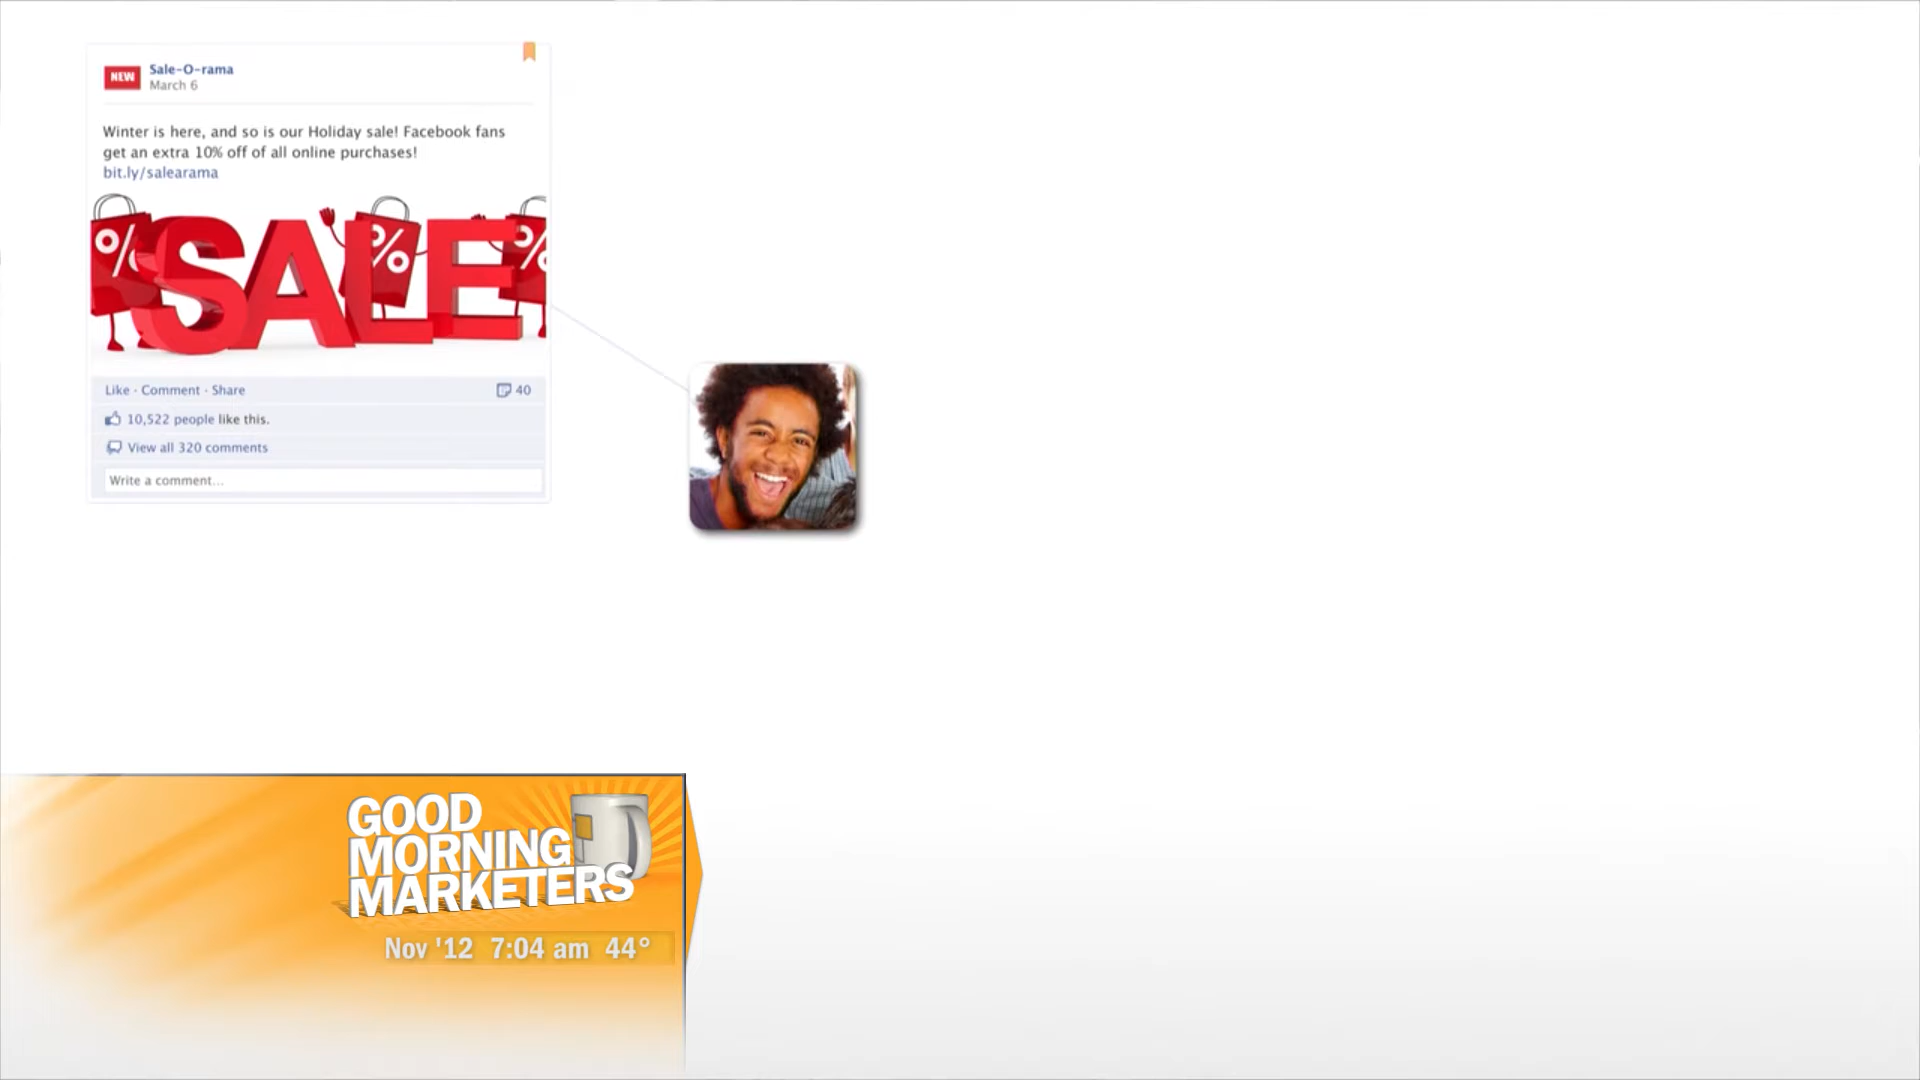 NEW
Sale-O-rama
March 6
Winter is here, and so is our Holiday sale! Facebook fans
get an extra 10% off of all online purchases!
bit.ly/salearama
% SALE % %
Like · Comment · Share 40
10,522 people like this.
View all 320 comments
Write a comment...
GOOD
MORNING
MARKETERS
Nov '12 7:04 am 44°